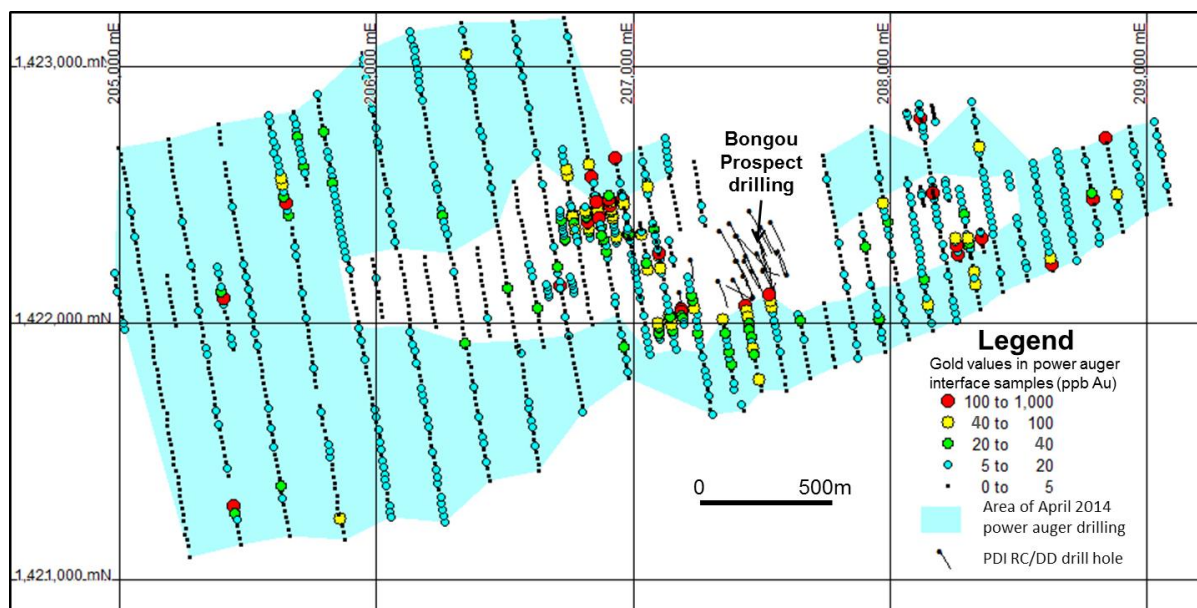 205,000 mE
206,000 mE
207,000 mE
208,000 mE
209,000 mE
1,423,000 mN
Bongou
Prospect
drilling
1,422,000 mN
Legend
Gold values in power auger
interface samples (ppb Au)
100 to 1,000
40 to 100
20 to 40
5 to 20
0 to 5
Area of April 2014
power auger drilling
PDI RC/DD drill hole
0 500m
1,421,000 mN